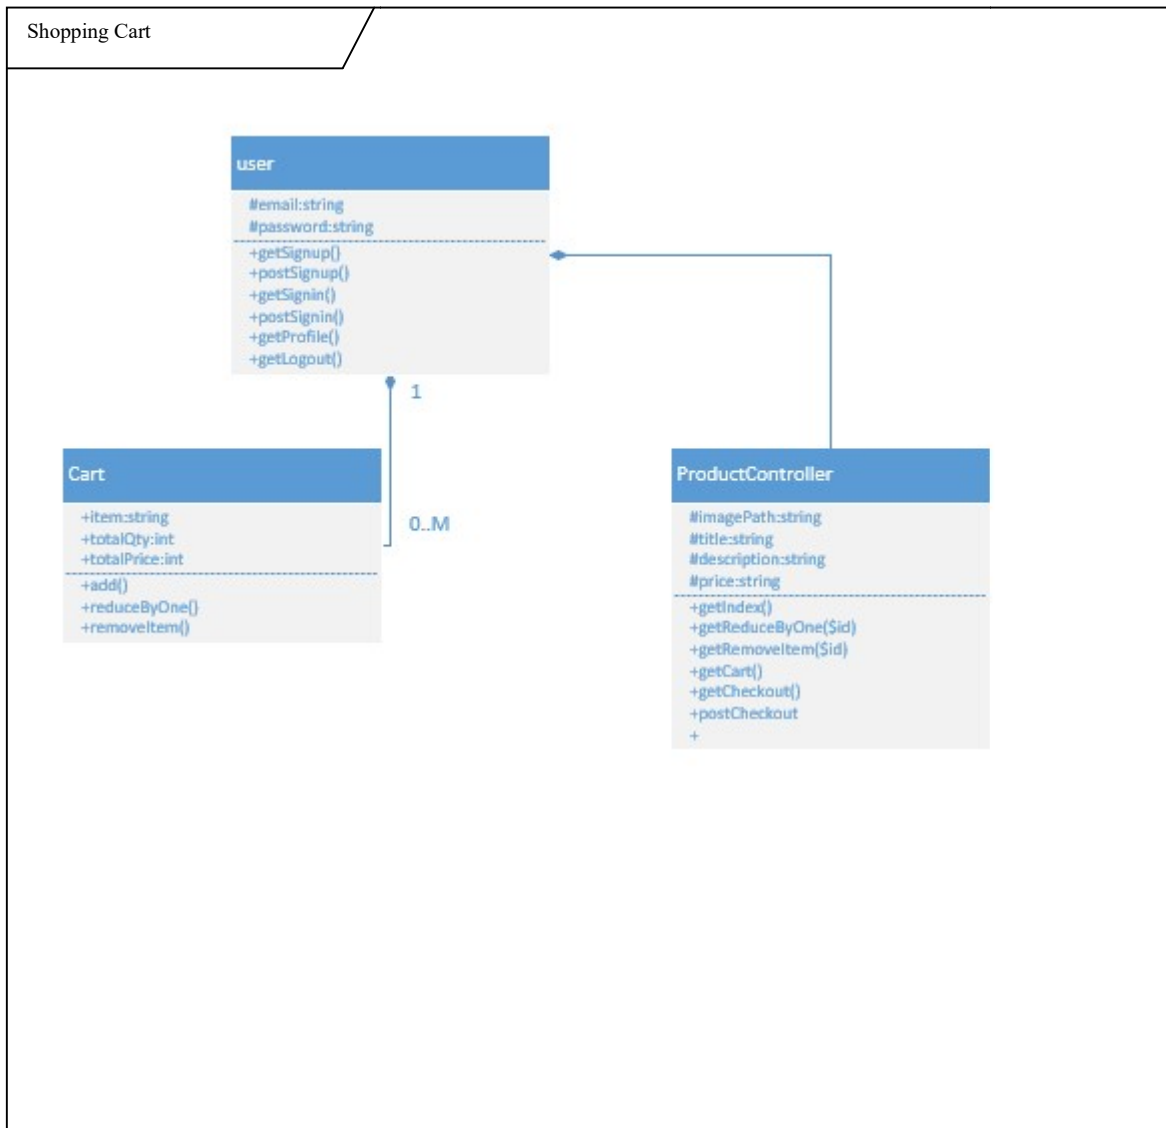 Shopping Cart
user
#email:string
#password:string
+getSignup()
+postSignup()
+getSignin()
+postSignin()
+getProfile()
+getLogout()
1
0..M
Cart
+item:string
+totalQty:int
+totalPrice:int
+add()
+reduceByOne()
+removeItem()
ProductController
#imagePath:string
#title:string
#description:string
#price:string
+getIndex()
+getReduceByOne($id)
+getRemoveItem($id)
+getCart()
+getCheckout()
+postCheckout
+